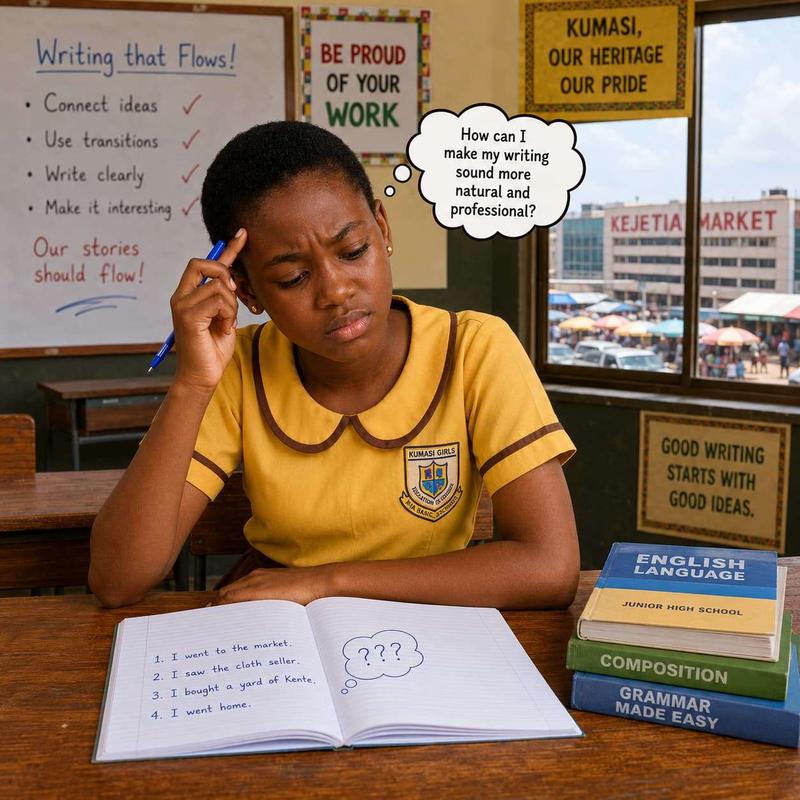 Writing that Flows!
• Connect ideas ✓
• Use transitions ✓
• Write clearly ✓
• Make it interesting ✓
Our stories
should flow!
BE PROUD
OF YOUR
WORK
KUMASI,
OUR HERITAGE
OUR PRIDE
How can I
make my writing
sound more
natural and
professional?
KEJETIA MARKET
KUMASI GIRLS
GOOD WRITING
STARTS WITH
GOOD IDEAS.
1. I went to the market.
2. I saw the cloth seller.
3. I bought a yard of Kente.
4. I went home.
???
ENGLISH
LANGUAGE
JUNIOR HIGH SCHOOL
COMPOSITION
GRAMMAR
MADE EASY